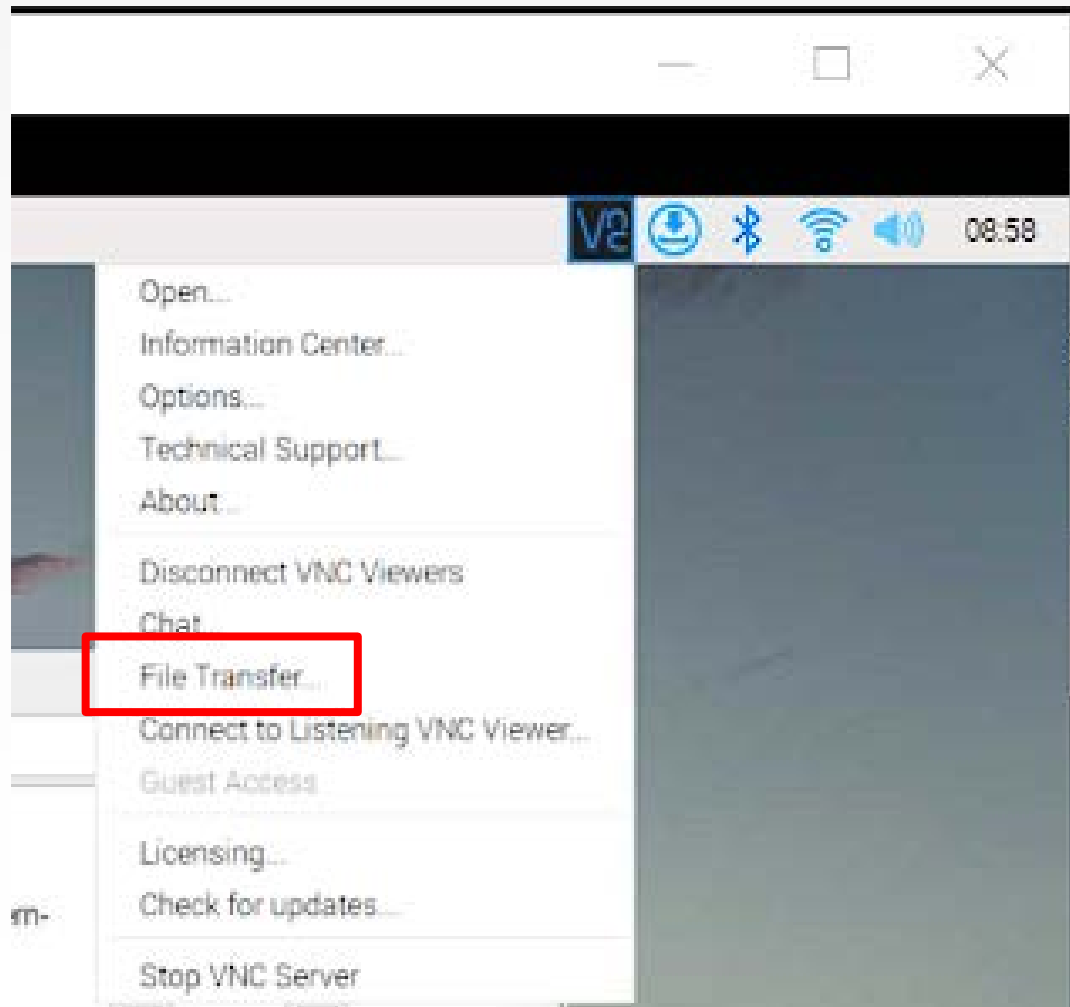 08:58
Open...
Information Center...
Options...
Technical Support...
About...
Disconnect VNC Viewers
Chat...
File Transfer...
Connect to Listening VNC Viewer...
Guest Access
Licensing...
Check for updates...
Stop VNC Server